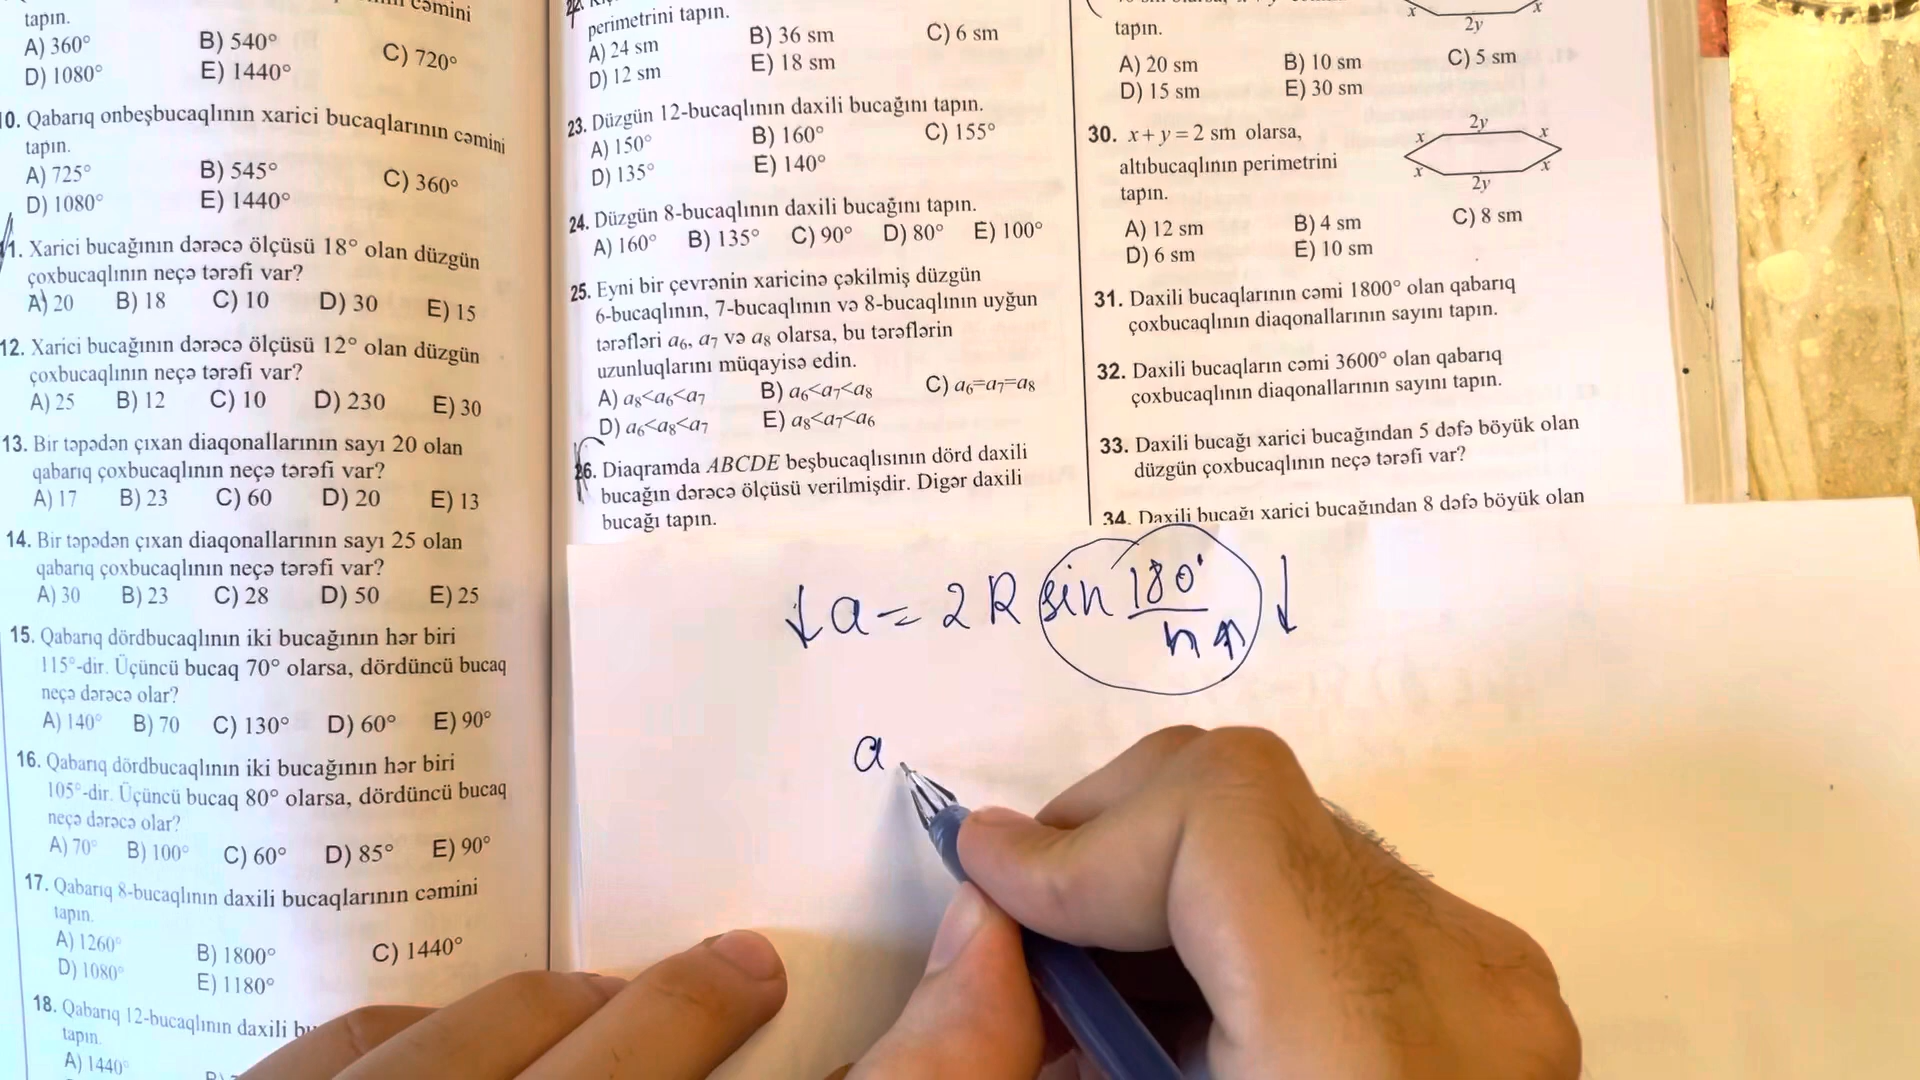 cəmini
tapın.
A) 360° B) 540° C) 720°
D) 1080° E) 1440°
10. Qabarıq onbeşbucaqlının xarici bucaqlarının cəmini
tapın.
A) 725° B) 545° C) 360°
D) 1080° E) 1440°
11. Xarici bucağının dərəcə ölçüsü 18° olan düzgün
çoxbucaqlının neçə tərəfi var?
A) 20 B) 18 C) 10 D) 30 E) 15
12. Xarici bucağının dərəcə ölçüsü 12° olan düzgün
çoxbucaqlının neçə tərəfi var?
A) 25 B) 12 C) 10 D) 230 E) 30
13. Bir təpədən çıxan diaqonallarının sayı 20 olan
qabarıq çoxbucaqlının neçə tərəfi var?
A) 17 B) 23 C) 60 D) 20 E) 13
14. Bir təpədən çıxan diaqonallarının sayı 25 olan
qabarıq çoxbucaqlının neçə tərəfi var?
A) 30 B) 23 C) 28 D) 50 E) 25
15. Qabarıq dördbucaqlının iki bucağının hər biri
115°-dir. Üçüncü bucaq 70° olarsa, dördüncü bucaq
neçə dərəcə olar?
A) 140° B) 70 C) 130° D) 60° E) 90°
16. Qabarıq dördbucaqlının iki bucağının hər biri
105°-dir. Üçüncü bucaq 80° olarsa, dördüncü bucaq
neçə dərəcə olar?
A) 70° B) 100° C) 60° D) 85° E) 90°
17. Qabarıq 8-bucaqlının daxili bucaqlarının cəmini
tapın.
A) 1260° B) 1800° C) 1440°
D) 1080° E) 1180°
18. Qabarıq 12-bucaqlının daxili
tapın.
A) 1440°
perimetrini tapın.
A) 24 sm B) 36 sm C) 6 sm
D) 12 sm E) 18 sm
23. Düzgün 12-bucaqlının daxili bucağını tapın.
A) 150° B) 160° C) 155°
D) 135° E) 140°
24. Düzgün 8-bucaqlının daxili bucağını tapın.
A) 160° B) 135° C) 90° D) 80° E) 100°
25. Eyni bir çevrənin xaricinə çəkilmiş düzgün
6-bucaqlının, 7-bucaqlının və 8-bucaqlının uyğun
tərəfləri a₆, a₇ və a₈ olarsa, bu tərəflərin
uzunluqlarını müqayisə edin.
A) a₈<a₆<a₇ B) a₆<a₇<a₈ C) a₆=a₇=a₈
D) a₆<a₈<a₇ E) a₈<a₇<a₆
26. Diaqramda ABCDE beşbucaqlısının dörd daxili
bucağın dərəcə ölçüsü verilmişdir. Digər daxili
bucağı tapın.
x 2y x
tapın.
A) 20 sm B) 10 sm C) 5 sm
D) 15 sm E) 30 sm
30. x + y = 2 sm olarsa,
altıbucaqlının perimetrini
tapın.
x 2y x
x 2y x
A) 12 sm B) 4 sm C) 8 sm
D) 6 sm E) 10 sm
31. Daxili bucaqlarının cəmi 1800° olan qabarıq
çoxbucaqlının diaqonallarının sayını tapın.
32. Daxili bucaqların cəmi 3600° olan qabarıq
çoxbucaqlının diaqonallarının sayını tapın.
33. Daxili bucağı xarici bucağından 5 dəfə böyük olan
düzgün çoxbucaqlının neçə tərəfi var?
34. Daxili bucağı xarici bucağından 8 dəfə böyük olan
↓ a = 2 R sin 180°/n ↑ ↓
a